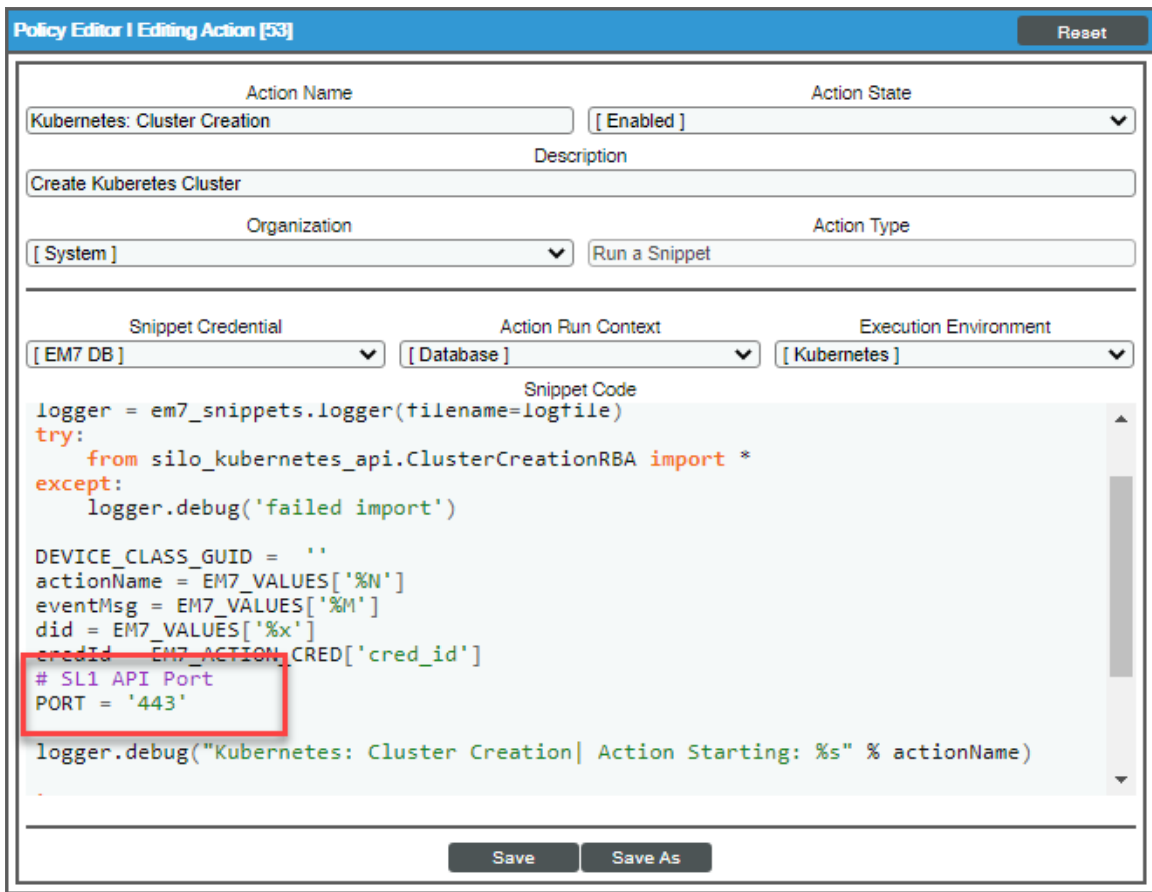 Policy Editor | Editing Action [53]
Reset
Action Name
Action State
Kubernetes: Cluster Creation
[ Enabled ]
Description
Create Kuberetes Cluster
Organization
Action Type
[ System ]
Run a Snippet
Snippet Credential
Action Run Context
Execution Environment
[ EM7 DB ]
[ Database ]
[ Kubernetes ]
Snippet Code
logger = em7_snippets.logger(filename=logfile)
try:
    from silo_kubernetes_api.ClusterCreationRBA import *
except:
    logger.debug('failed import')
DEVICE_CLASS_GUID =  ''
actionName = EM7_VALUES['%N']
eventMsg = EM7_VALUES['%M']
did = EM7_VALUES['%x']
credId = EM7_ACTION_CRED['cred_id']
# SL1 API Port
PORT = '443'
logger.debug("Kubernetes: Cluster Creation| Action Starting: %s" % actionName)
Save
Save As